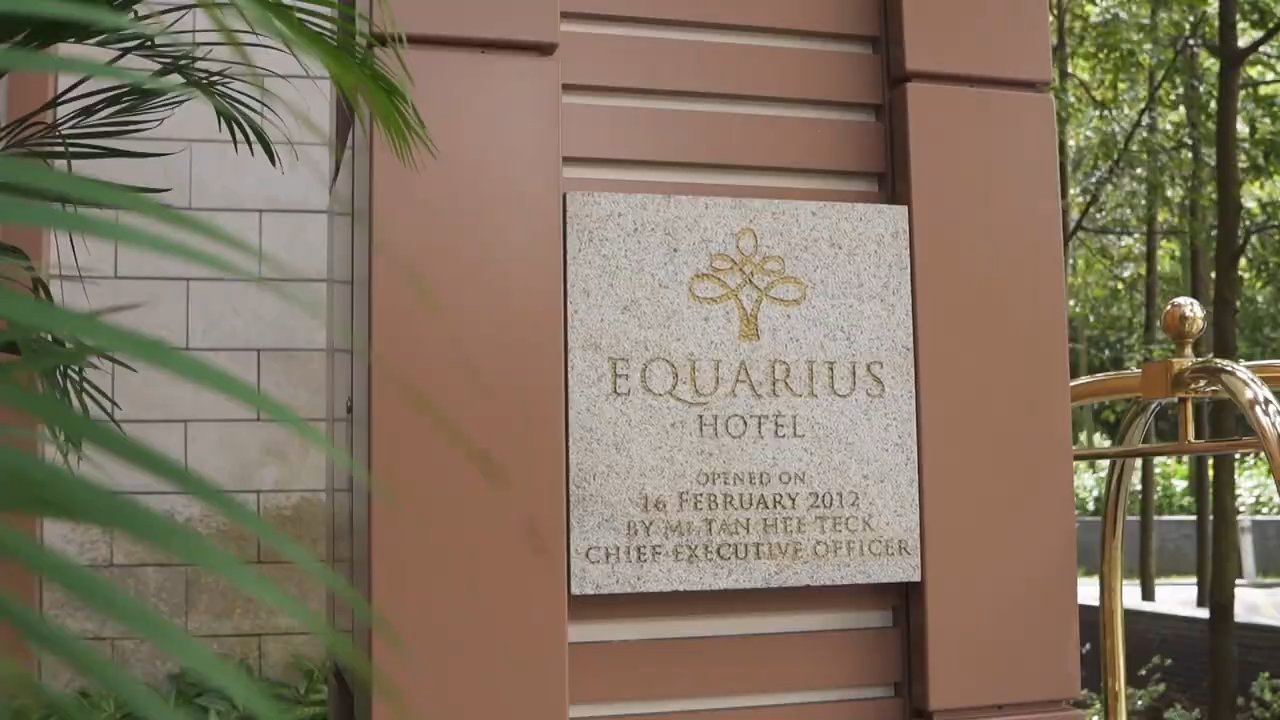 EQUARIUS
HOTEL
OPENED ON
16 FEBRUARY 2012
BY MR TAN HEE TECK
CHIEF EXECUTIVE OFFICER